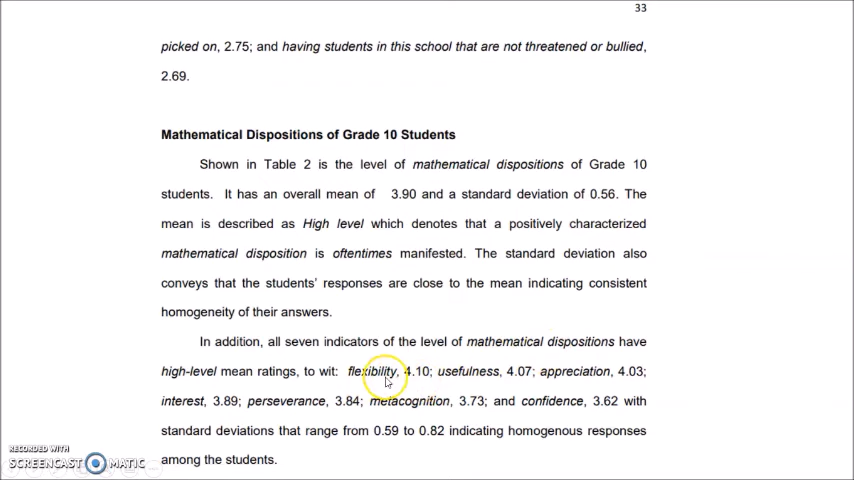 33
picked on, 2.75; and having students in this school that are not threatened or bullied,
2.69.
Mathematical Dispositions of Grade 10 Students
Shown in Table 2 is the level of mathematical dispositions of Grade 10
students. It has an overall mean of 3.90 and a standard deviation of 0.56. The
mean is described as High level which denotes that a positively characterized
mathematical disposition is oftentimes manifested. The standard deviation also
conveys that the students' responses are close to the mean indicating consistent
homogeneity of their answers.
In addition, all seven indicators of the level of mathematical dispositions have
high-level mean ratings, to wit: flexibility, 4.10; usefulness, 4.07; appreciation, 4.03;
interest, 3.89; perseverance, 3.84; metacognition, 3.73; and confidence, 3.62 with
standard deviations that range from 0.59 to 0.82 indicating homogenous responses
among the students.
RECORDED WITH
SCREENCAST MATIC